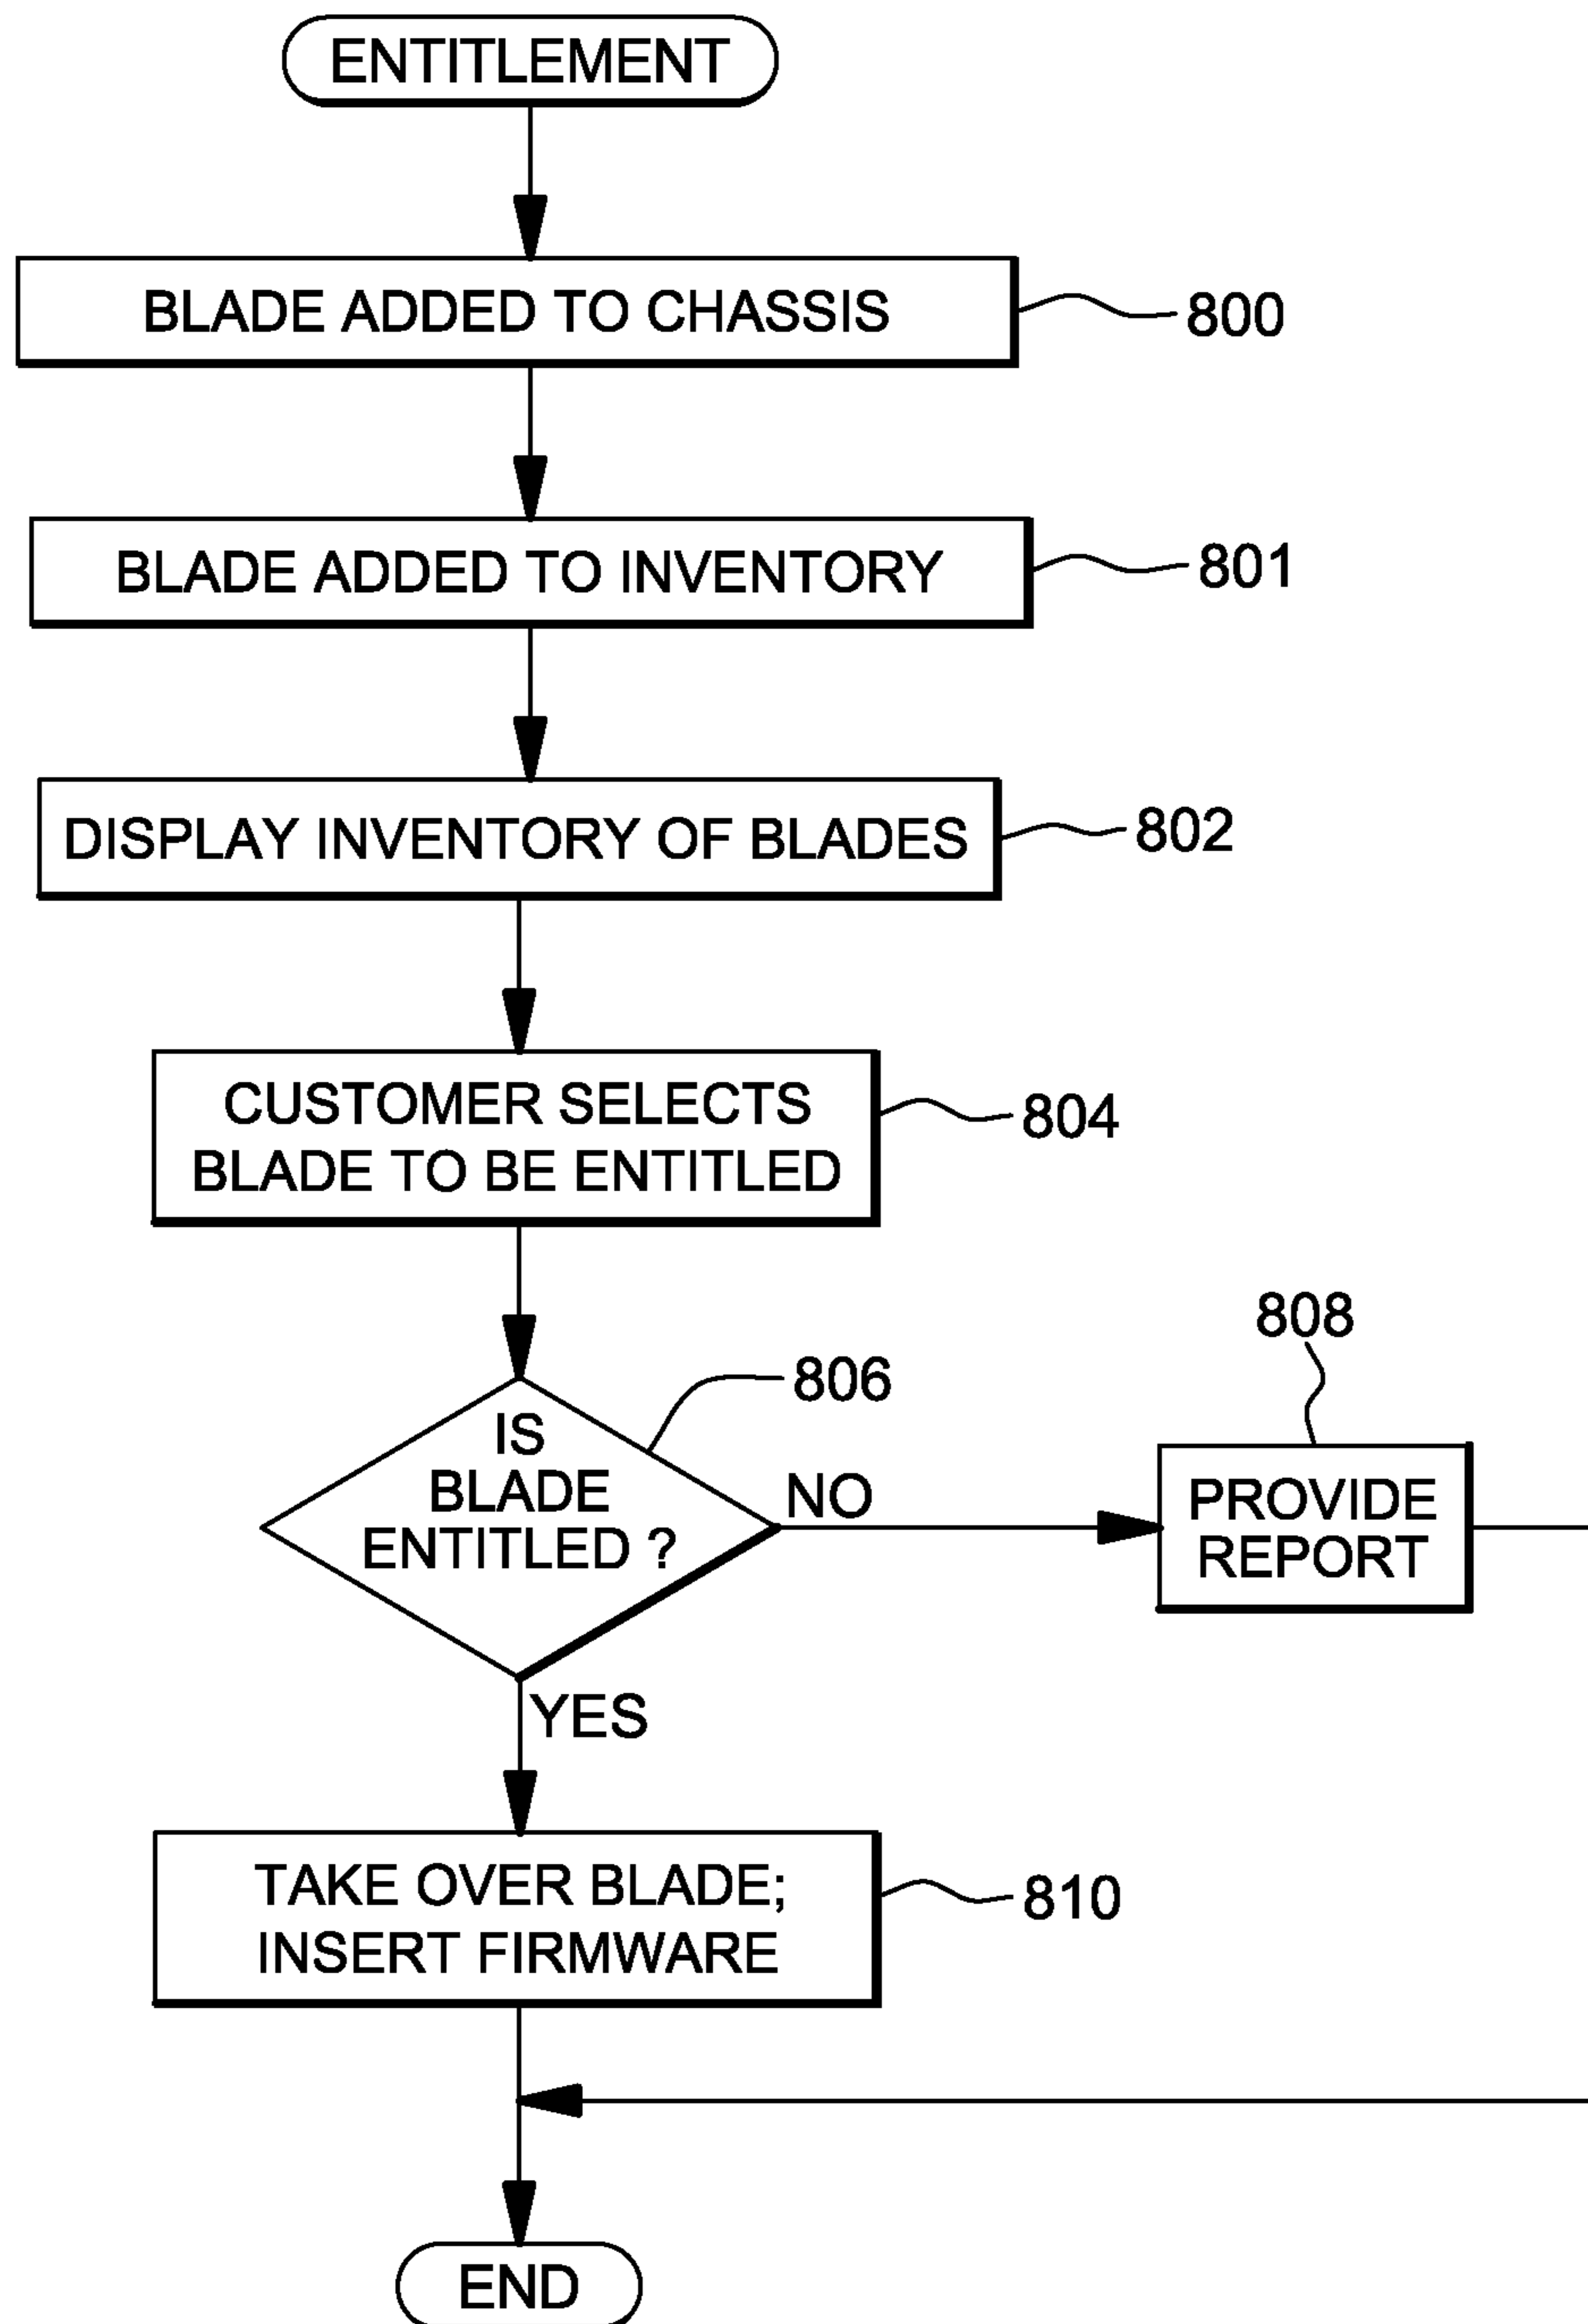 ENTITLEMENT
BLADE ADDED TO CHASSIS
800
BLADE ADDED TO INVENTORY
801
DISPLAY INVENTORY OF BLADES
802
CUSTOMER SELECTS
BLADE TO BE ENTITLED
804
806
808
IS
BLADE
ENTITLED ?
NO
PROVIDE
REPORT
YES
TAKE OVER BLADE;
INSERT FIRMWARE
810
END